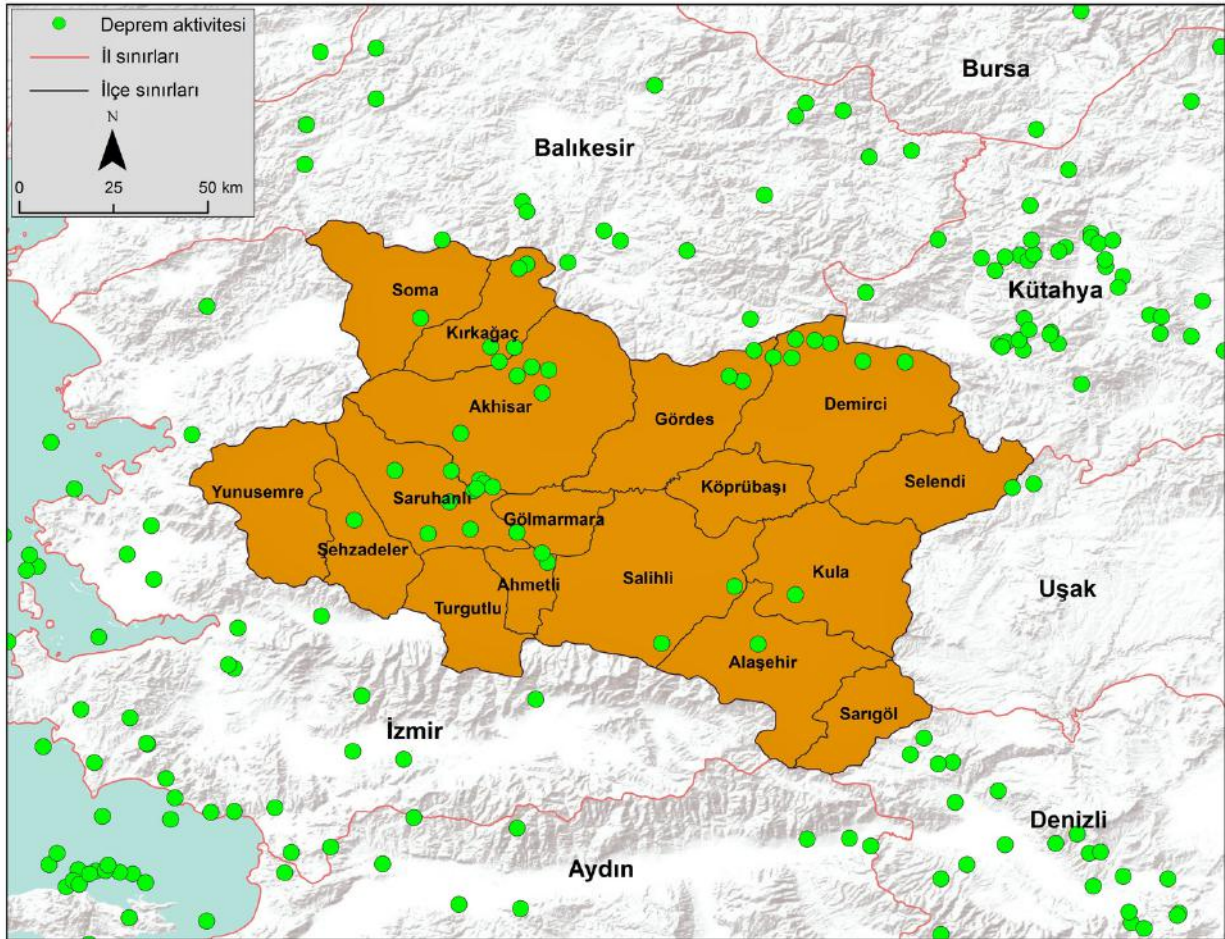 Deprem aktivitesi
İl sınırları
İlçe sınırları
N
0 25 50 km
Bursa
Balıkesir
Kütahya
Soma
Kırkağaç
Akhisar
Gördes
Demirci
Yunusemre
Saruhanlı
Köprübaşı
Selendi
Gölmarmara
Şehzadeler
Ahmetli
Salihli
Kula
Uşak
Turgutlu
Alaşehir
Sarıgöl
İzmir
Denizli
Aydın